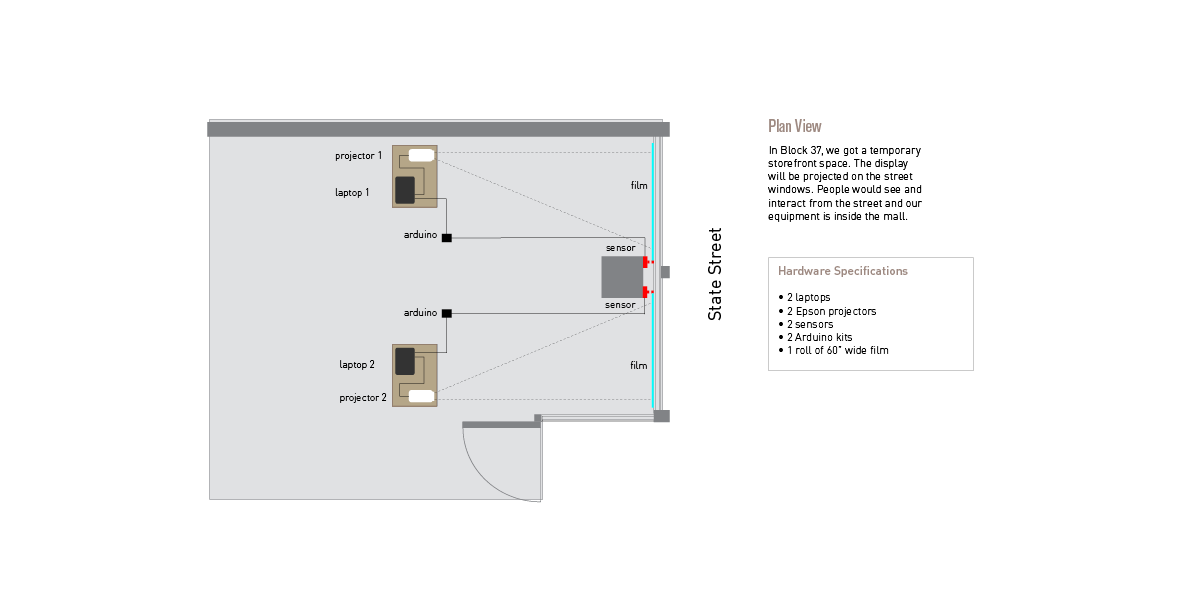 projector 1
laptop 1
arduino
sensor
film
sensor
arduino
laptop 2
projector 2
film
State Street
Plan View
In Block 37, we got a temporary
storefront space. The display
will be projected on the street
windows. People would see and
interact from the street and our
equipment is inside the mall.
Hardware Specifications
• 2 laptops
• 2 Epson projectors
• 2 sensors
• 2 Arduino kits
• 1 roll of 60" wide film